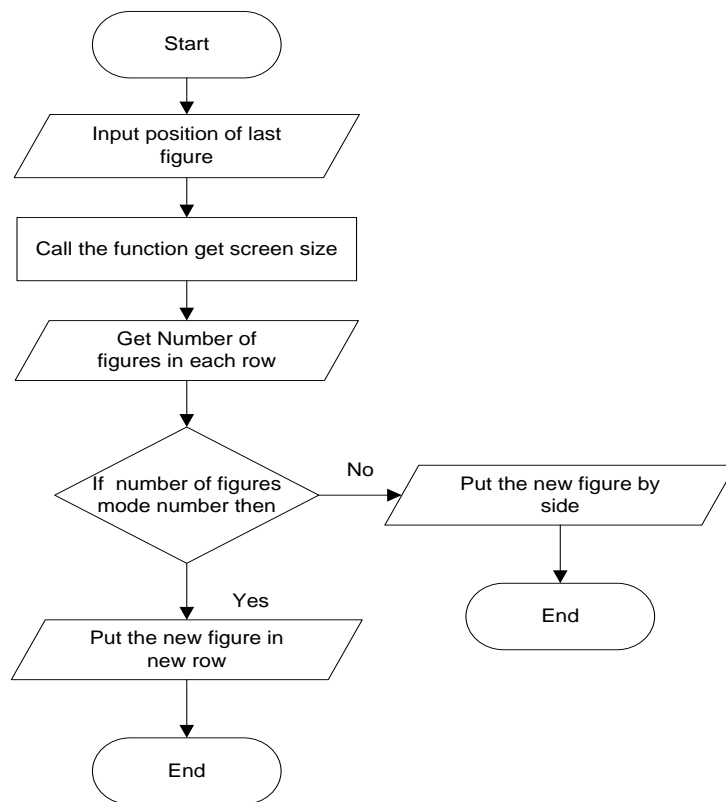 Start
Input position of last
figure
Call the function get screen size
Get Number of
figures in each row
If number of figures
mode number then
No
Put the new figure by
side
End
Yes
Put the new figure in
new row
End